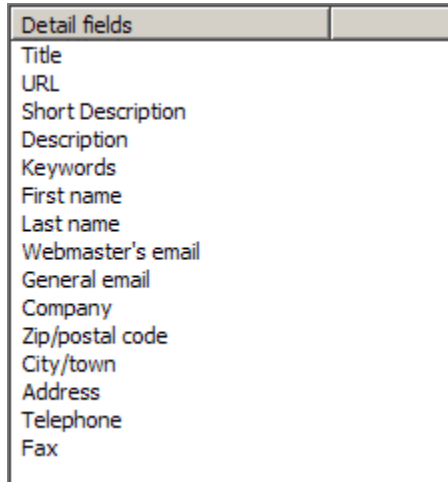 Detail fields
Title
URL
Short Description
Description
Keywords
First name
Last name
Webmaster's email
General email
Company
Zip/postal code
City/town
Address
Telephone
Fax